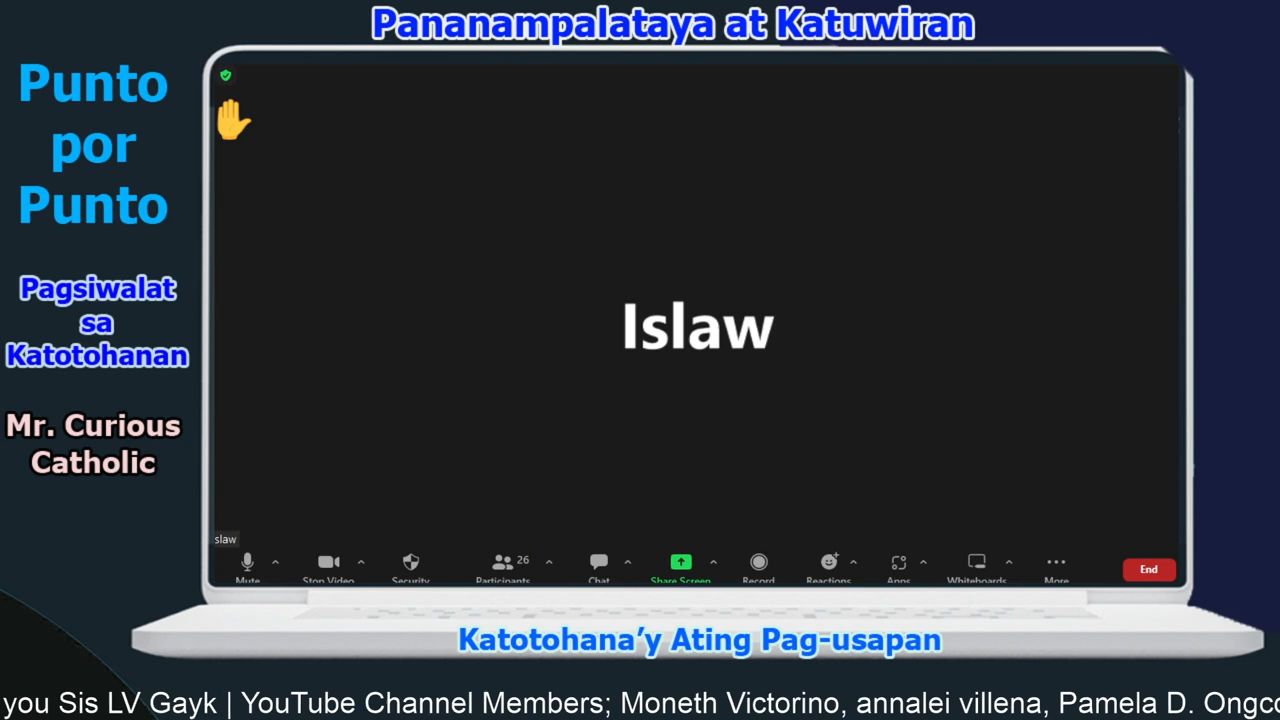 Pananampalataya at Katuwiran
Punto
por
Punto
Pagsiwalat
sa
Katotohanan
Mr. Curious
Catholic
Islaw
slaw
26
Mute
Stop Video
Security
Participants
Chat
Share Screen
Record
Reactions
Apps
Whiteboards
More
End
Katotohana’y Ating Pag-usapan
you Sis LV Gayk | YouTube Channel Members; Moneth Victorino, annalei villena, Pamela D. Ongco